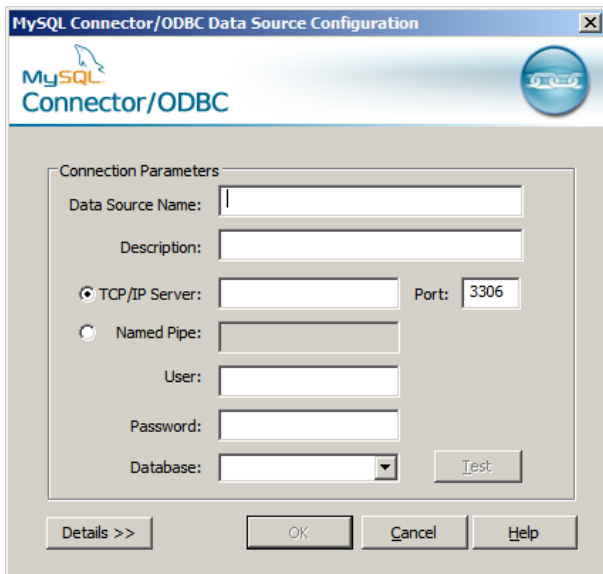 MySQL Connector/ODBC Data Source Configuration
MySQL
Connector/ODBC
Connection Parameters
Data Source Name:
Description:
TCP/IP Server: Port: 3306
Named Pipe:
User:
Password:
Database: Test
Details >> OK Cancel Help